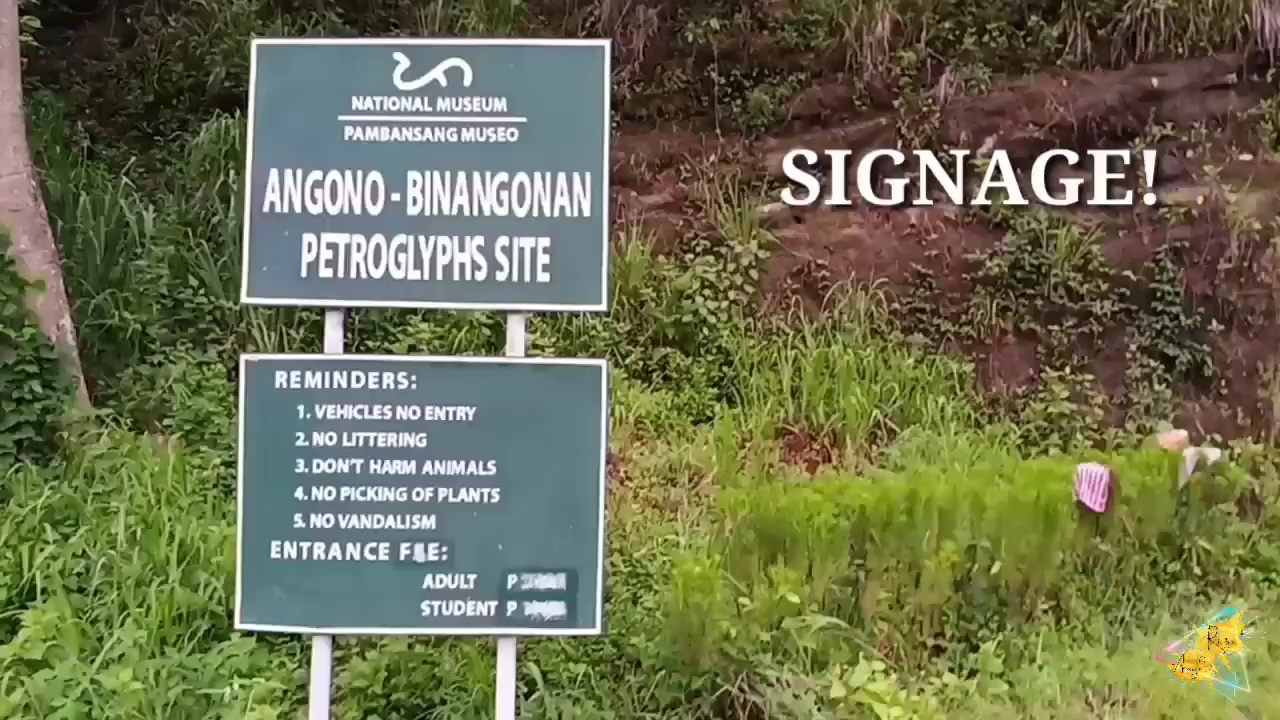 NATIONAL MUSEUM
PAMBANSANG MUSEO
ANGONO - BINANGONAN
PETROGLYPHS SITE
SIGNAGE!
REMINDERS:
1. VEHICLES NO ENTRY
2. NO LITTERING
3. DON'T HARM ANIMALS
4. NO PICKING OF PLANTS
5. NO VANDALISM
ENTRANCE FEE:
ADULT P
STUDENT P